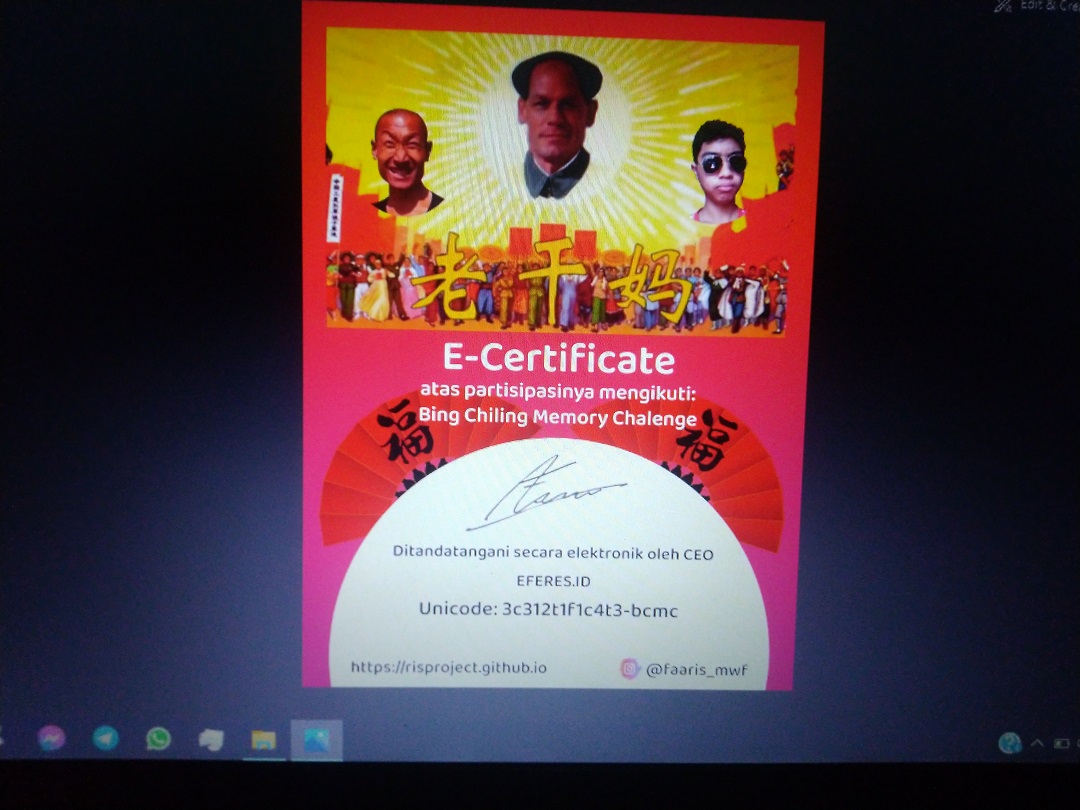 Edit & Cre
老干妈
E-Certificate
atas partisipasinya mengikuti:
Bing Chiling Memory Chalenge
福 福
Ditandatangani secara elektronik oleh CEO
EFERES.ID
Unicode: 3c312t1f1c4t3-bcmc
https://risproject.github.io @faaris_mwf